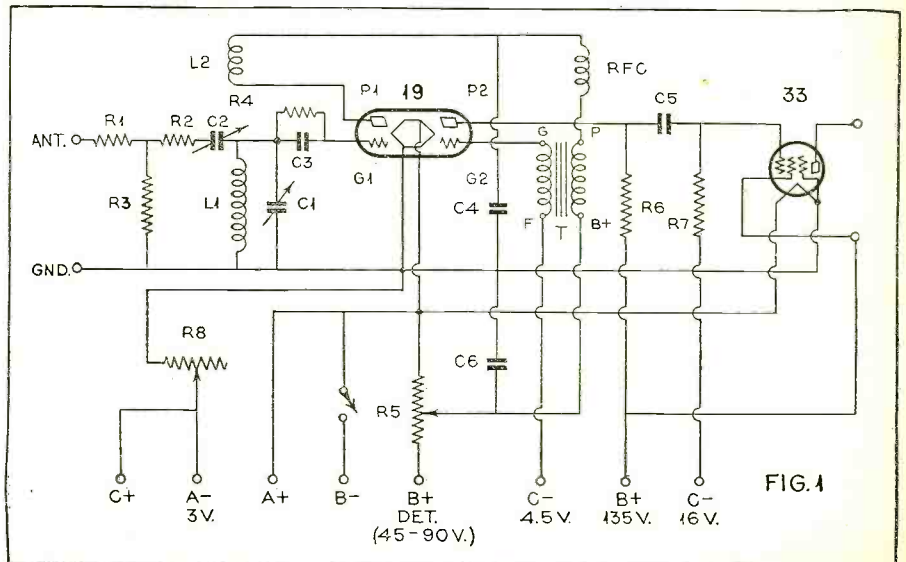 L2
R4
P1
19
P2
RFC
C5
33
ANT.
R1
R2
C2
C3
G1
G
P
G2
R3
L1
C1
C4
F
T
B+
R6
R7
GND.
R8
C6
R5
C+
A-
3V.
A+
B-
B+
DET.
(45-90V.)
C-
4.5V.
B+
135V.
C-
16V.
FIG.1